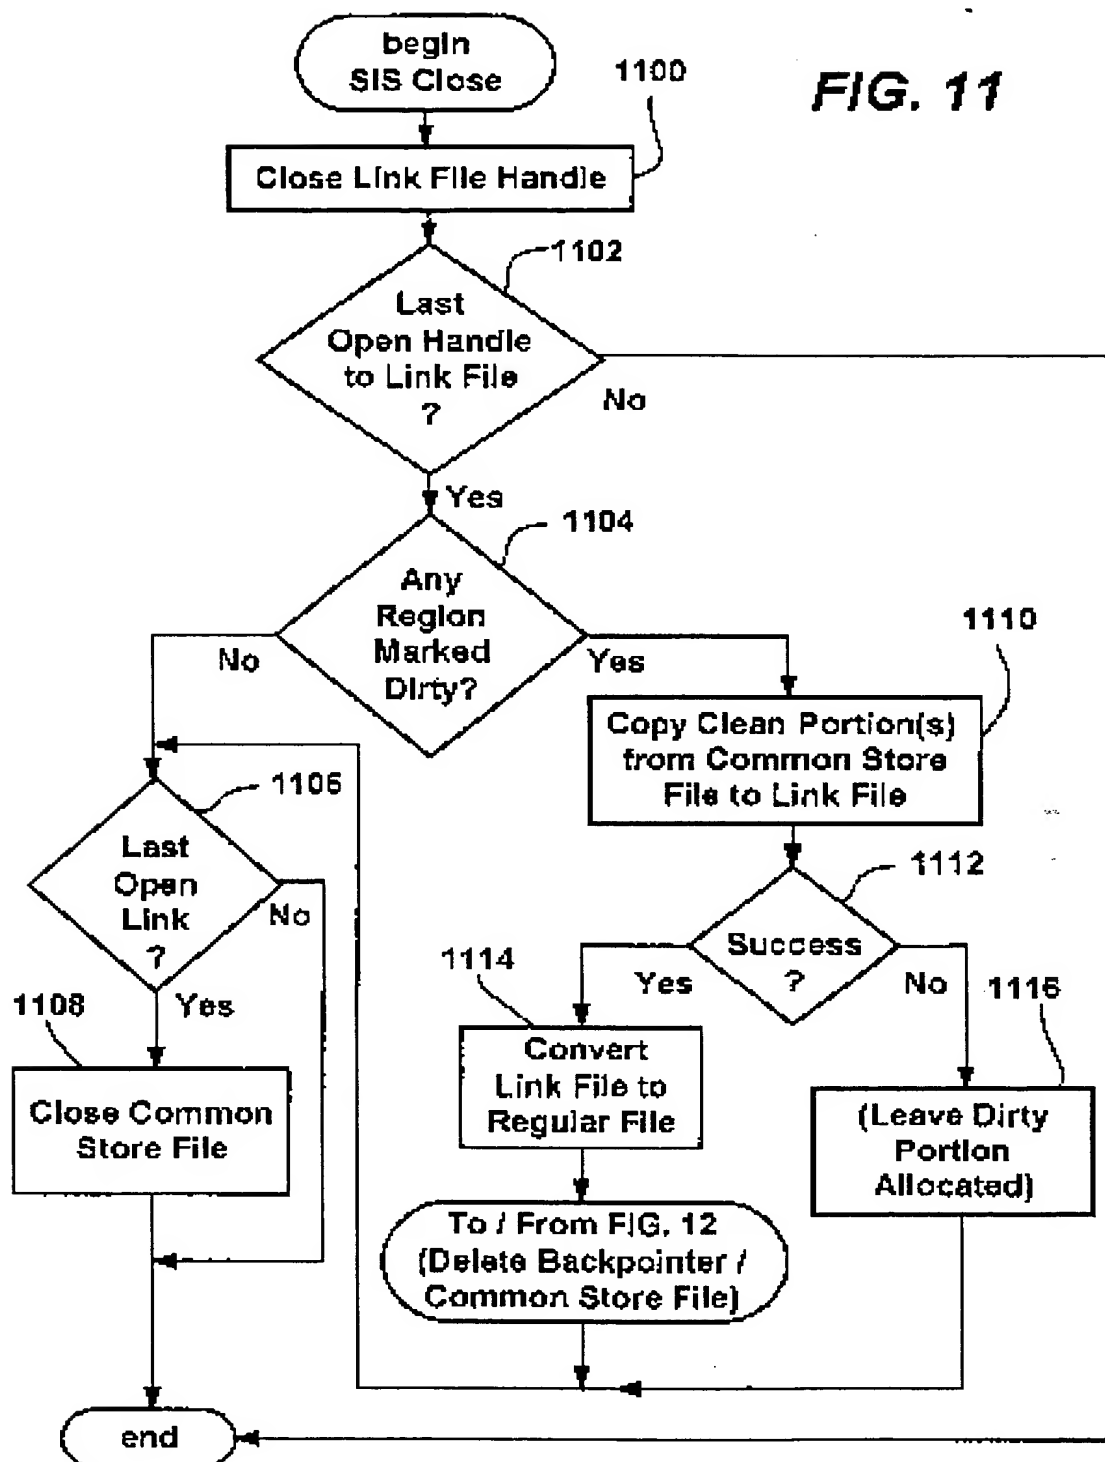 begin
SIS Close
1100
FIG. 11
Close Link File Handle
1102
Last
Open Handle
to Link File
?
No
Yes
1104
Any
Region
Marked
Dirty?
No
Yes
1110
Copy Clean Portion(s)
from Common Store
File to Link File
1106
Last
Open
Link
?
No
Yes
1112
Success
?
Yes
No
1108
Close Common
Store File
1114
Convert
Link File to
Regular File
1116
(Leave Dirty
Portion
Allocated)
To / From FIG. 12
(Delete Backpointer /
Common Store File)
end